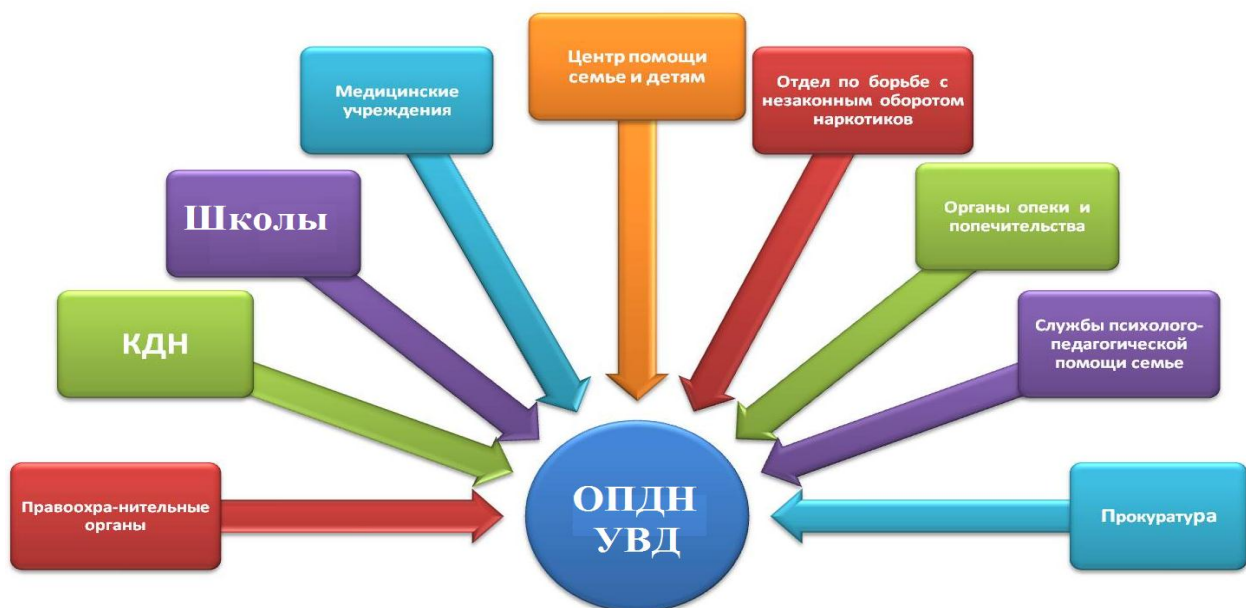 Правоохра-нительные
органы
КДН
Школы
Медицинские
учреждения
Центр помощи
семье и детям
Отдел по борьбе с
незаконным оборотом
наркотиков
Органы опеки и
попечительства
Службы психолого-
педагогической
помощи семье
Прокуратура
ОПДН
УВД